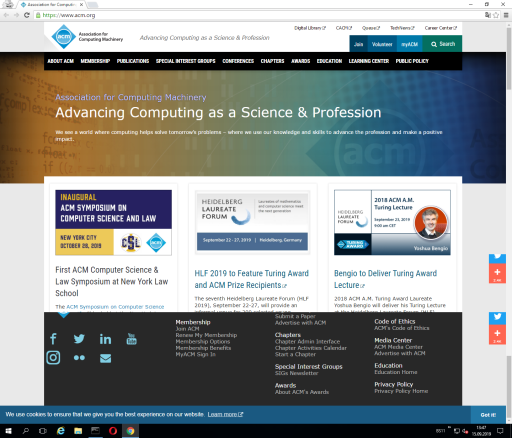 Association for Computin
https://www.acm.org
Digital Library
CACM
Queue
TechNews
Career Center
acm
Association for
Computing Machinery
Advancing Computing as a Science & Profession
Join
Volunteer
myACM
Search
ABOUT ACM
MEMBERSHIP
PUBLICATIONS
SPECIAL INTEREST GROUPS
CONFERENCES
CHAPTERS
AWARDS
EDUCATION
LEARNING CENTER
PUBLIC POLICY
Association for Computing Machinery
Advancing Computing as a Science & Profession
We see a world where computing helps solve tomorrow's problems – where we use our knowledge and skills to advance the profession and make a positive
impact.
INAUGURAL
ACM SYMPOSIUM ON
COMPUTER SCIENCE AND LAW
NEW YORK CITY
OCTOBER 28, 2019
CSL
acm
First ACM Computer Science &
Law Symposium at New York Law
School
The ACM Symposium on Computer Science
HEIDELBERG
LAUREATE
FORUM
Laureates of mathematics
and computer science meet
the next generation
September 22 – 27, 2019
Heidelberg, Germany
HLF 2019 to Feature Turing Award
and ACM Prize Recipients
The seventh Heidelberg Laureate Forum (HLF
2019), September 22-27, will provide an
2018 ACM A.M.
Turing Lecture
September 23, 2019
9:00 am CET
HEIDELBERG
LAUREATE
FORUM
TURING AWARD
Yoshua Bengio
Bengio to Deliver Turing Award
Lecture
2018 ACM A.M. Turing Award Laureate
Yoshua Bengio will deliver his Turing Lecture
Membership
Join ACM
Renew My Membership
Membership Options
Membership Benefits
MyACM Sign In
Submit a Paper
Advertise with ACM
Chapters
Chapter Admin Interface
Chapter Activities Calendar
Start a Chapter
Special Interest Groups
SIGs Newsletter
Awards
About ACM's Awards
Code of Ethics
ACM's Code of Ethics
Media Center
ACM Media Center
Advertise with ACM
Education
Education Home
Privacy Policy
Privacy Policy Home
We use cookies to ensure that we give you the best experience on our website.
Learn more
Got it!
15.09.2019